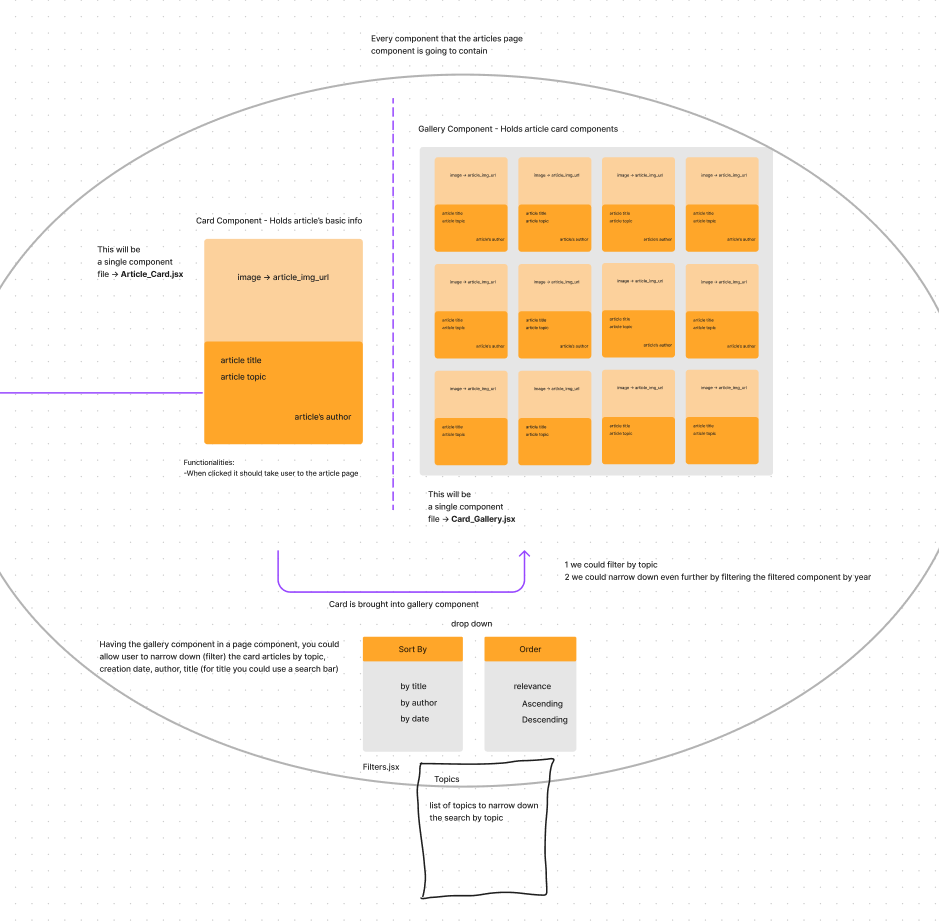 Every component that the articles page
component is going to contain
Gallery Component - Holds article card components
Card Component - Holds article's basic info
This will be
a single component
file → Article_Card.jsx
image → article_img_url
article title
article topic
article's author
Functionalities:
-When clicked it should take user to the article page
image → article_img_url image → article_img_url image → article_img_url image → article_img_url
article title article title article title article title
article topic article topic article topic article topic
article's author article's author article's author article's author
image → article_img_url image → article_img_url image → article_img_url image → article_img_url
article title article title article title article title
article topic article topic article topic article topic
article's author article's author article's author article's author
image → article_img_url image → article_img_url image → article_img_url image → article_img_url
article title article title article title article title
article topic article topic article topic article topic
This will be
a single component
file → Card_Gallery.jsx
1 we could filter by topic
2 we could narrow down even further by filtering the filtered component by year
Card is brought into gallery component
drop down
Having the gallery component in a page component, you could
allow user to narrow down (filter) the card articles by topic,
creation date, author, title (for title you could use a search bar)
Sort By
by title
by author
by date
Order
relevance
Ascending
Descending
Filters.jsx
Topics
list of topics to narrow down
the search by topic